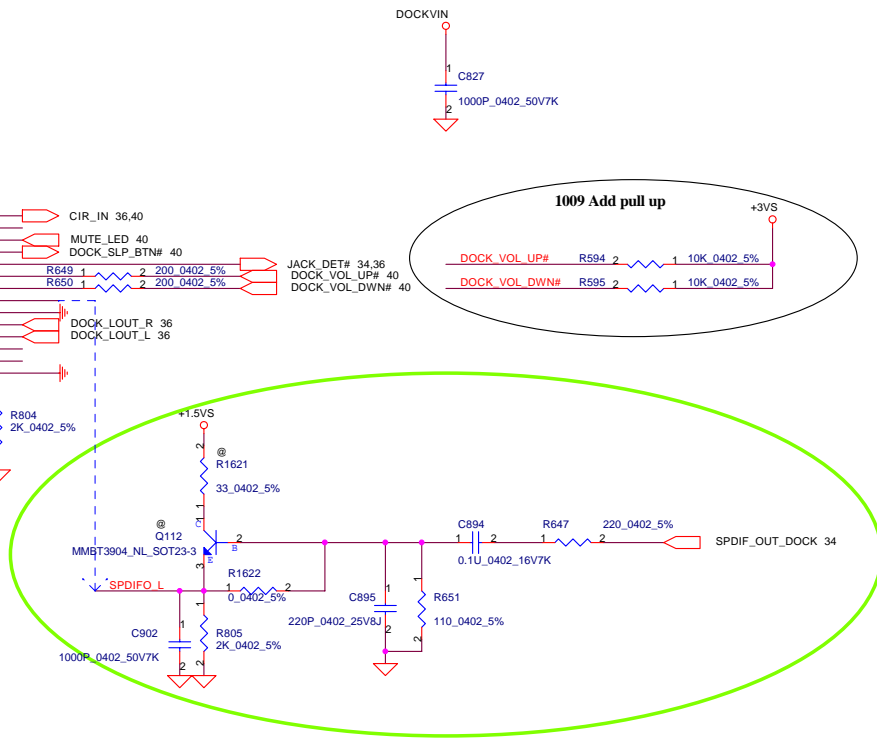 DOCKVIN
1
C827
1000P_0402_50V7K
2
CIR_IN 36,40
MUTE_LED 40
DOCK_SLP_BTN# 40
JACK_DET# 34,36
R649 1 2 200_0402_5% DOCK_VOL_UP# 40
R650 1 2 200_0402_5% DOCK_VOL_DWN# 40
DOCK_LOUT_R 36
DOCK_LOUT_L 36
1009 Add pull up
+3VS
DOCK_VOL_UP# R594 2 1 10K_0402_5%
DOCK_VOL_DWN# R595 2 1 10K_0402_5%
R804
2K_0402_5%
+1.5VS
2
@
R1621
33_0402_5%
1
1
C
@
Q112
MMBT3904_NL_SOT23-3
B
2
E
3
C894
1 2
0.1U_0402_16V7K
R647 220_0402_5%
1 2
SPDIF_OUT_DOCK 34
SPDIFO_L
R1622
1 2
0_0402_5%
1
C895
220P_0402_25V8J
2
1
R651
110_0402_5%
2
1
C902
1000P_0402_50V7K
2
1
R805
2K_0402_5%
2